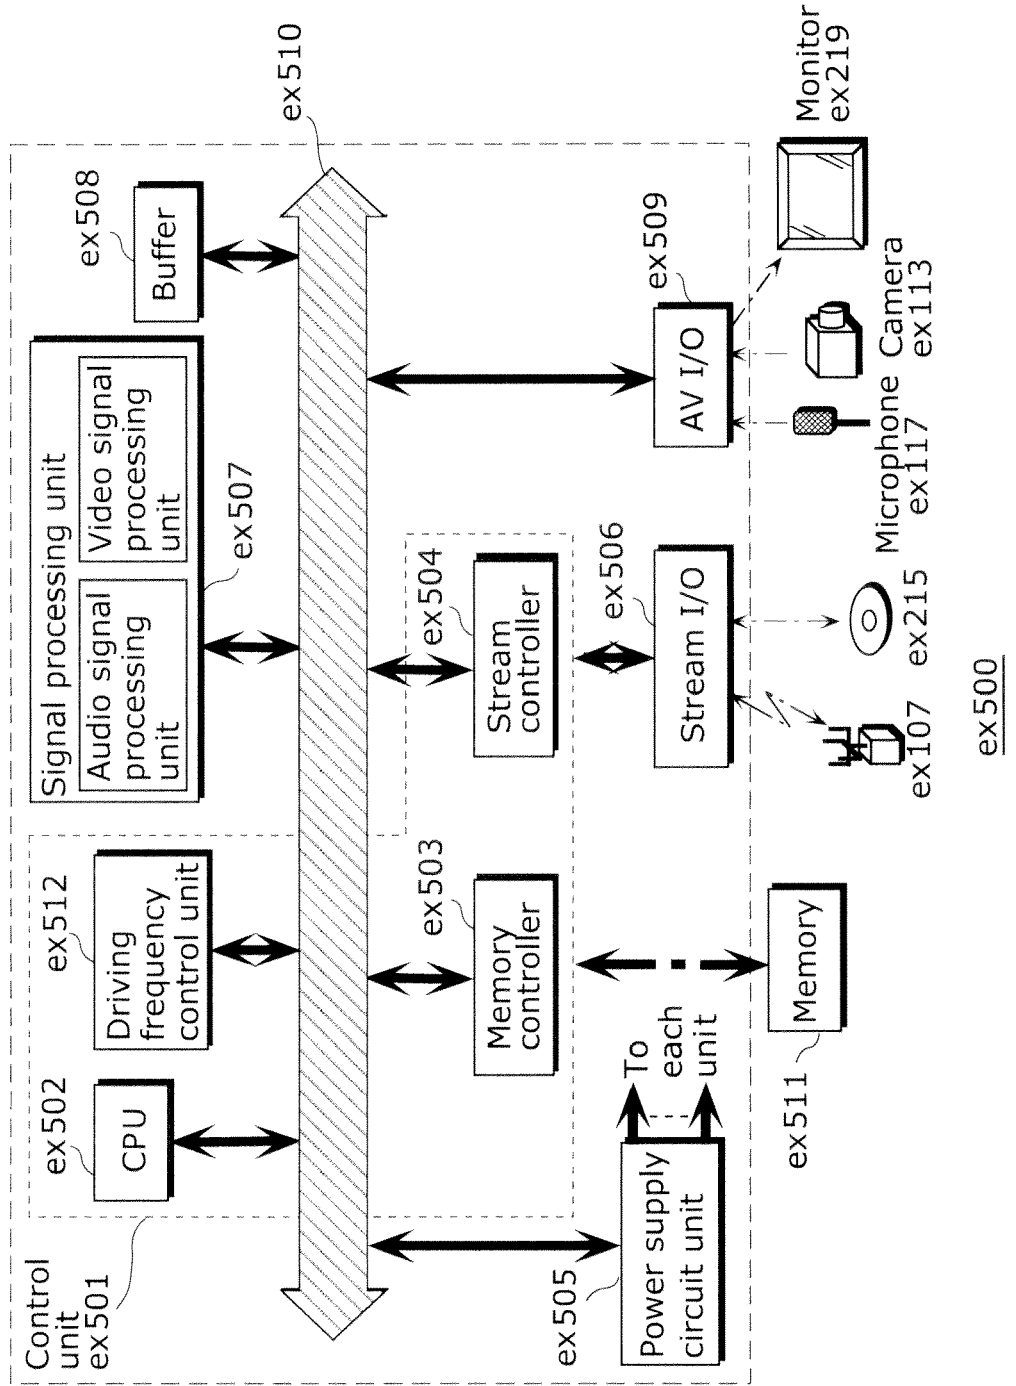 Control
unit
ex501
ex502
CPU
ex512
Driving
frequency
control unit
Signal processing unit
Audio signal
processing
unit
Video signal
processing
unit
ex507
ex508
Buffer
ex510
ex503
Memory
controller
ex504
Stream
controller
ex505
Power supply
circuit unit
To
each
unit
ex506
Stream I/O
ex509
AV I/O
ex511
Memory
ex107
ex215
Microphone
ex117
Camera
ex113
Monitor
ex219
ex500